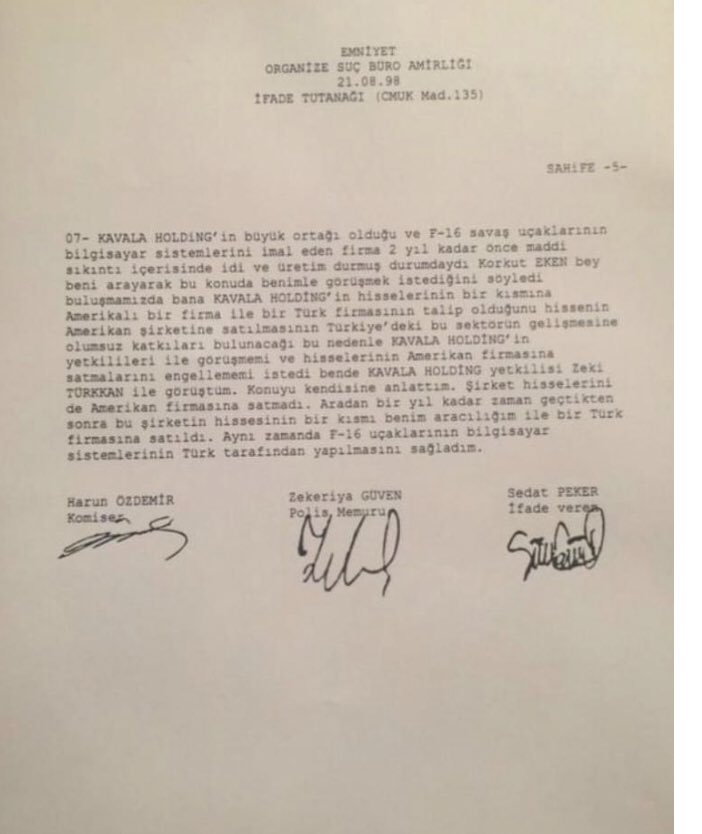 EMNİYET
ORGANİZE SUÇ BÜRO AMİRLİĞİ
21.08.98
İFADE TUTANAĞI (CMUK Mad.135)
SAHİFE -5-
07- KAVALA HOLDİNG'in büyük ortağı olduğu ve F-16 savaş uçaklarının
bilgisayar sistemlerini imal eden firma 2 yıl kadar önce maddi
sıkıntı içerisinde idi ve üretim durmuş durumdaydı Korkut EKEN bey
beni arayarak bu konuda benimle görüşmek istediğini söyledi
buluşmamızda bana KAVALA HOLDİNG'in hisselerinin bir kısmına
Amerikalı bir firma ile bir Türk firmasının talip olduğunu hissenin
Amerikan şirketine satılmasının Türkiye'deki bu sektörün gelişmesine
olumsuz katkıları bulunacağı bu nedenle KAVALA HOLDİNG'in
yetkilileri ile görüşmemi ve hisselerinin Amerikan firmasına
satmalarını engellememi istedi bende KAVALA HOLDİNG yetkilisi Zeki
TÜRKKAN ile görüştüm. Konuyu kendisine anlattım. Şirket hisselerini
de Amerikan firmasına satmadı. Aradan bir yıl kadar zaman geçtikten
sonra bu şirketin hissesinin bir kısmı benim aracılığım ile bir Türk
firmasına satıldı. Aynı zamanda F-16 uçaklarının bilgisayar
sistemlerinin Türk tarafından yapılmasını sağladım.
Harun ÖZDEMİR Zekeriya GÜVEN Sedat PEKER
Komiser Polis Memuru İfade veren